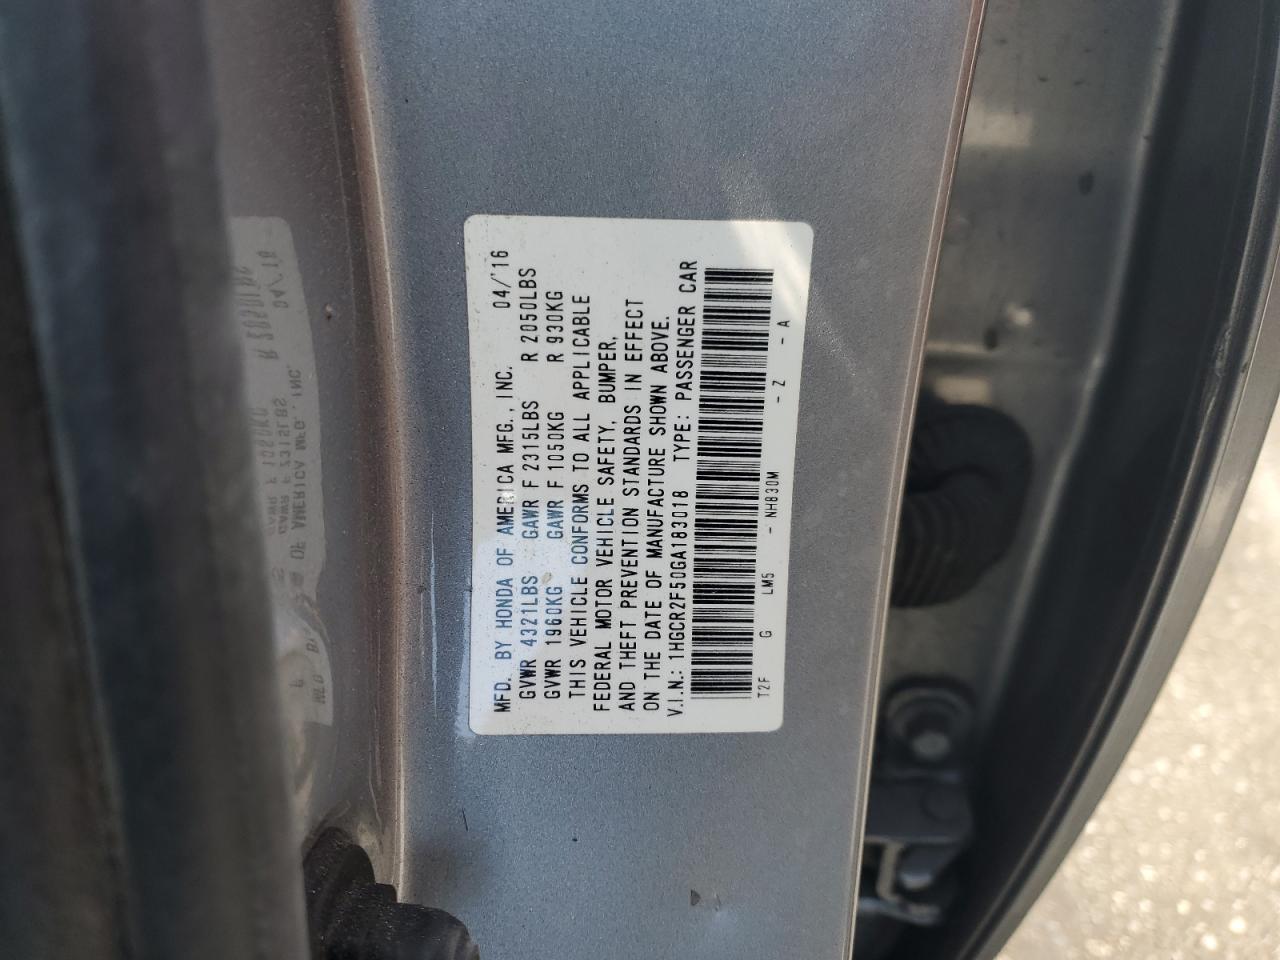 MFD. BY HONDA OF AMERICA MFG., INC. 04/'16
GVWR 4321LBS GAWR F 2315LBS R 2050LBS
GVWR 1960KG GAWR F 1050KG R 930KG
THIS VEHICLE CONFORMS TO ALL APPLICABLE
FEDERAL MOTOR VEHICLE SAFETY, BUMPER,
AND THEFT PREVENTION STANDARDS IN EFFECT
ON THE DATE OF MANUFACTURE SHOWN ABOVE.
V.I.N.: 1HGCR2F50GA183018 TYPE: PASSENGER CAR
T2F G LM5 - NH830M - Z - A